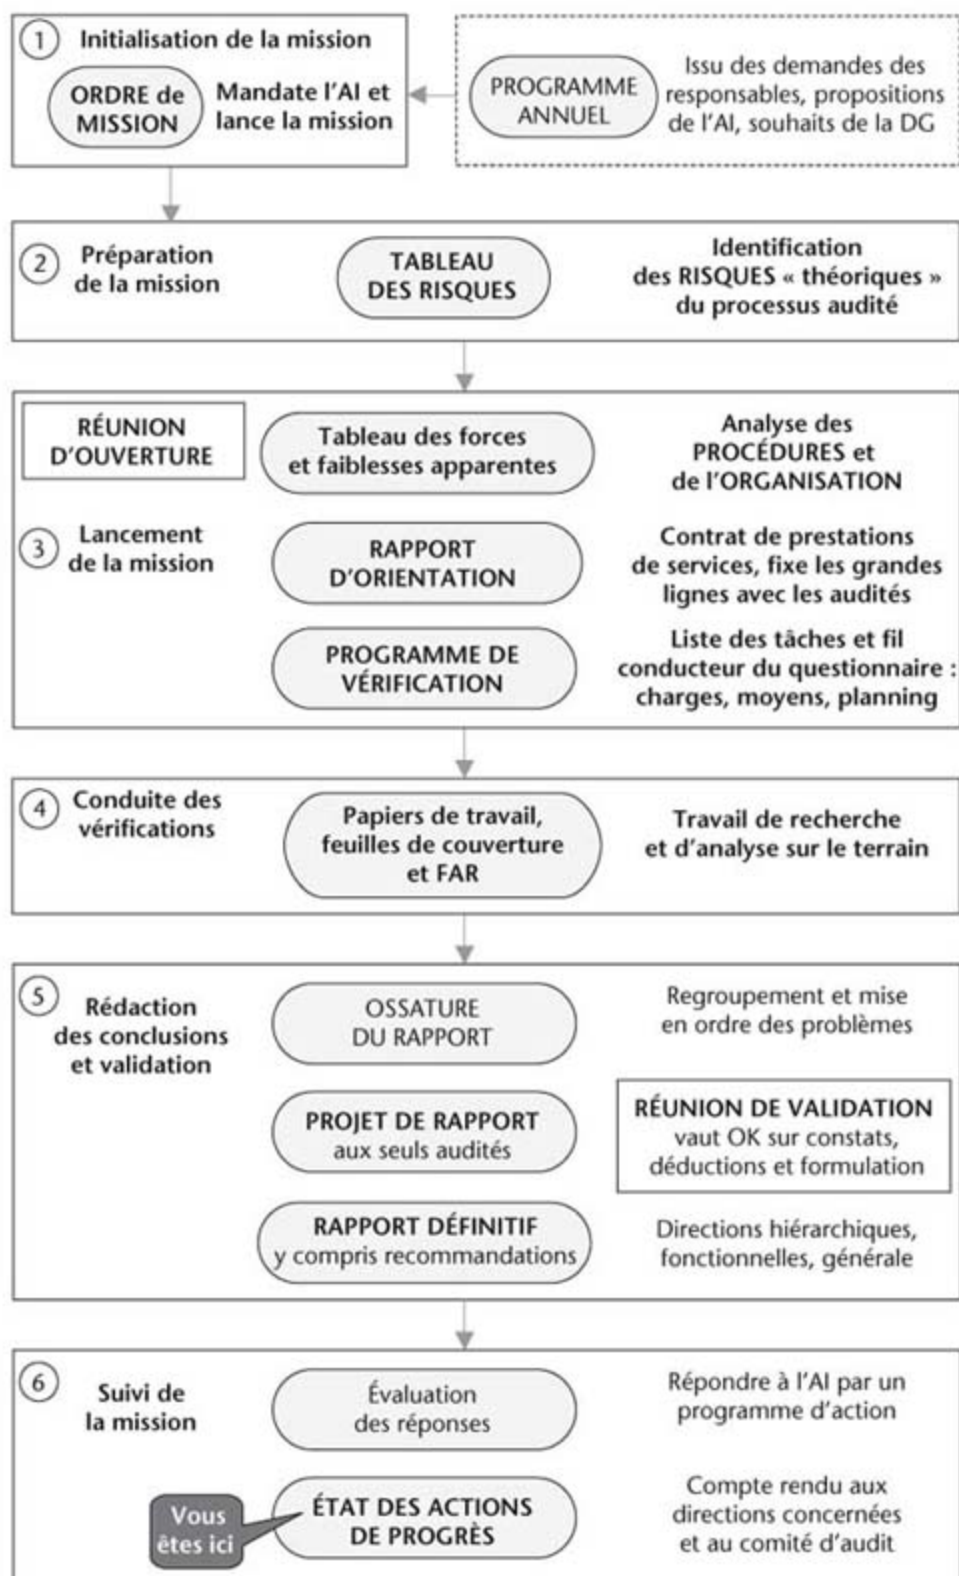 1 Initialisation de la mission
ORDRE de
MISSION
Mandate l'AI et
lance la mission
PROGRAMME
ANNUEL
Issu des demandes des
responsables, propositions
de l'AI, souhaits de la DG
2 Préparation
de la mission
TABLEAU
DES RISQUES
Identification
des RISQUES « théoriques »
du processus audité
RÉUNION
D'OUVERTURE
Tableau des forces
et faiblesses apparentes
Analyse des
PROCÉDURES et
de l'ORGANISATION
3 Lancement
de la mission
RAPPORT
D'ORIENTATION
Contrat de prestations
de services, fixe les grandes
lignes avec les audités
PROGRAMME DE
VÉRIFICATION
Liste des tâches et fil
conducteur du questionnaire :
charges, moyens, planning
4 Conduite des
vérifications
Papiers de travail,
feuilles de couverture
et FAR
Travail de recherche
et d'analyse sur le terrain
5 Rédaction
des conclusions
et validation
OSSATURE
DU RAPPORT
Regroupement et mise
en ordre des problèmes
PROJET DE RAPPORT
aux seuls audités
RÉUNION DE VALIDATION
vaut OK sur constats,
déductions et formulation
RAPPORT DÉFINITIF
y compris recommandations
Directions hiérarchiques,
fonctionnelles, générale
6 Suivi de
la mission
Évaluation
des réponses
Répondre à l'AI par un
programme d'action
Vous
êtes ici
ÉTAT DES ACTIONS
DE PROGRÈS
Compte rendu aux
directions concernées
et au comité d'audit